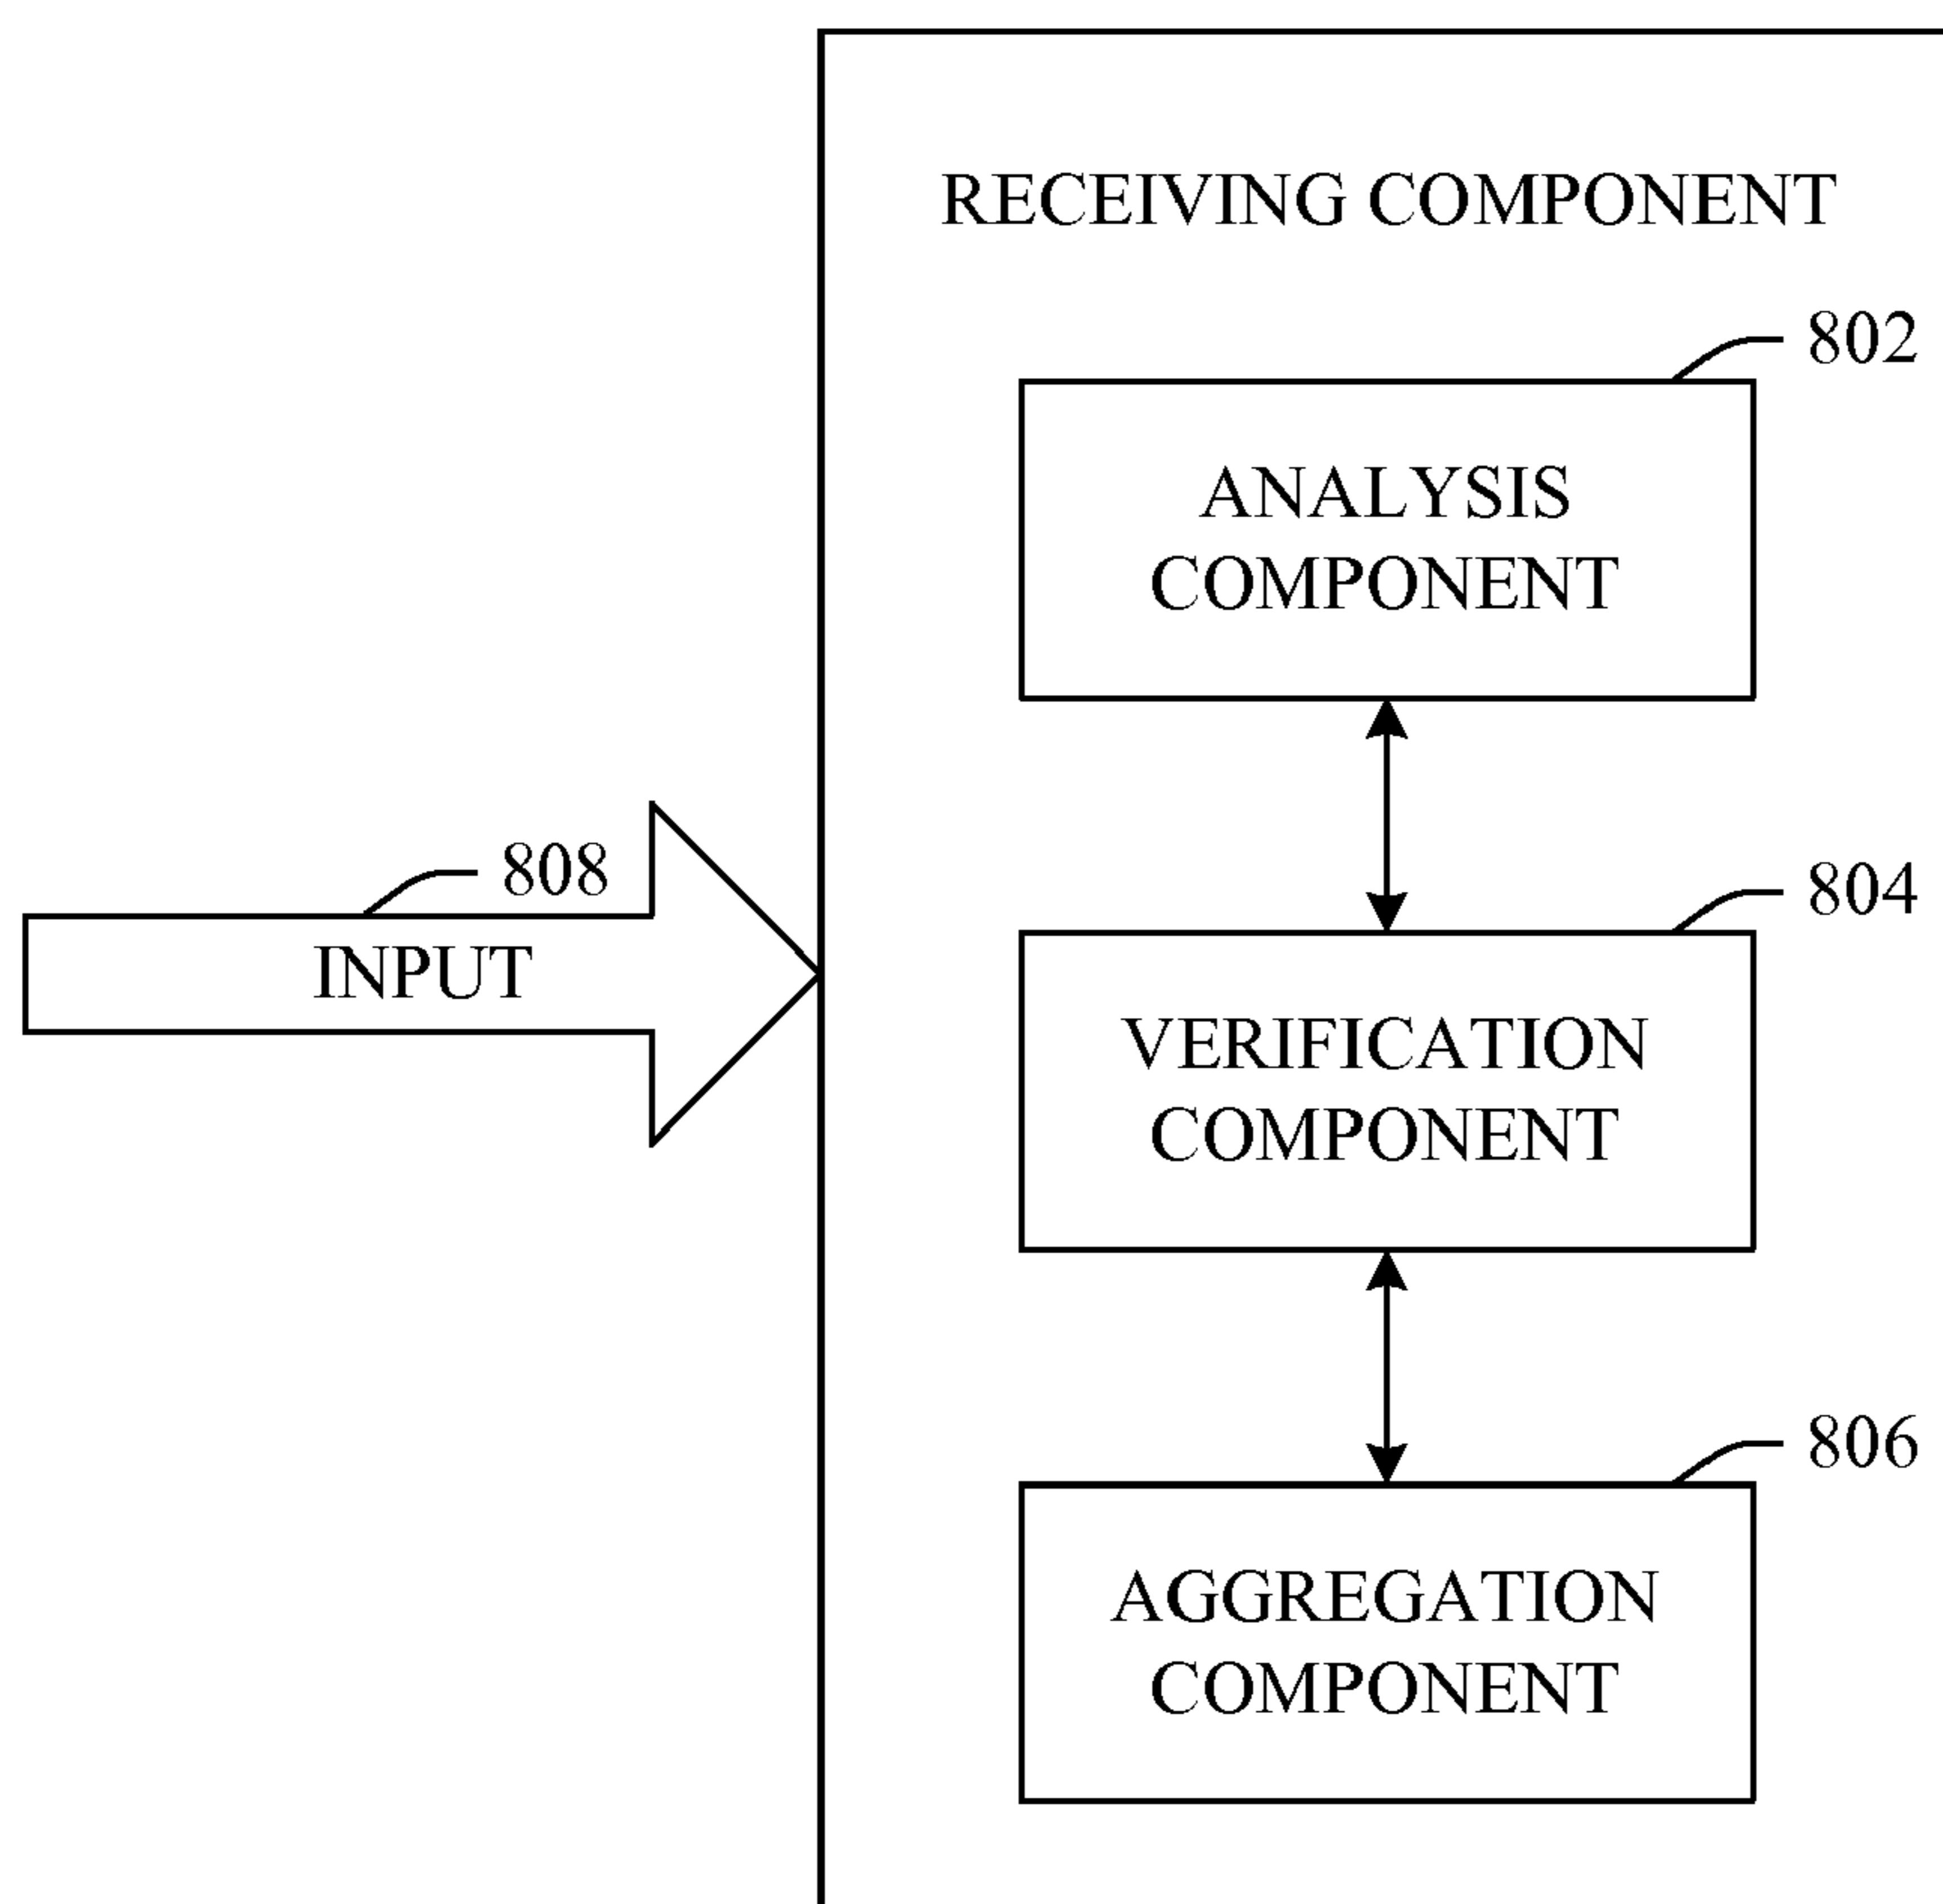 RECEIVING COMPONENT
802
ANALYSIS
COMPONENT
808
INPUT
804
VERIFICATION
COMPONENT
806
AGGREGATION
COMPONENT